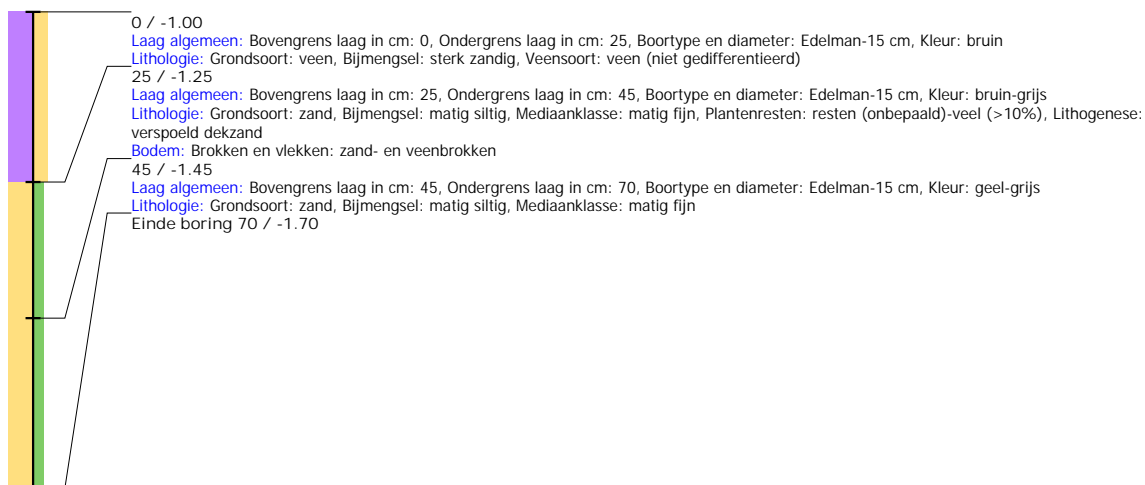 0 / -1.00
Laag algemeen: Bovengrens laag in cm: 0, Ondergrens laag in cm: 25, Boortype en diameter: Edelman-15 cm, Kleur: bruin
Lithologie: Grondsoort: veen, Bijmengsel: sterk zandig, Veensoort: veen (niet gedifferentieerd)
25 / -1.25
Laag algemeen: Bovengrens laag in cm: 25, Ondergrens laag in cm: 45, Boortype en diameter: Edelman-15 cm, Kleur: bruin-grijs
Lithologie: Grondsoort: zand, Bijmengsel: matig siltig, Mediaanklasse: matig fijn, Plantenresten: resten (onbepaald)-veel (>10%), Lithogenese:
verspoeld dekzand
Bodem: Brokken en vlekken: zand- en veenbrokken
45 / -1.45
Laag algemeen: Bovengrens laag in cm: 45, Ondergrens laag in cm: 70, Boortype en diameter: Edelman-15 cm, Kleur: geel-grijs
Lithologie: Grondsoort: zand, Bijmengsel: matig siltig, Mediaanklasse: matig fijn
Einde boring 70 / -1.70